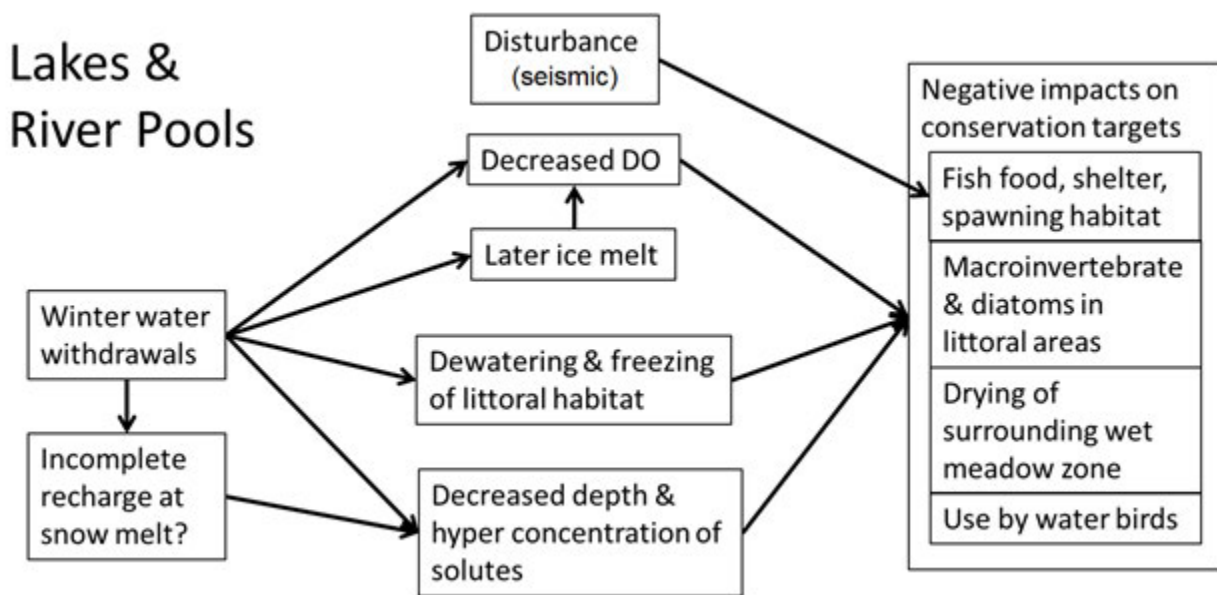 Lakes &
River Pools
Disturbance
(seismic)
Decreased DO
Later ice melt
Winter water
withdrawals
Dewatering & freezing
of littoral habitat
Incomplete
recharge at
snow melt?
Decreased depth &
hyper concentration of
solutes
Negative impacts on
conservation targets
Fish food, shelter,
spawning habitat
Macroinvertebrate
& diatoms in
littoral areas
Drying of
surrounding wet
meadow zone
Use by water birds